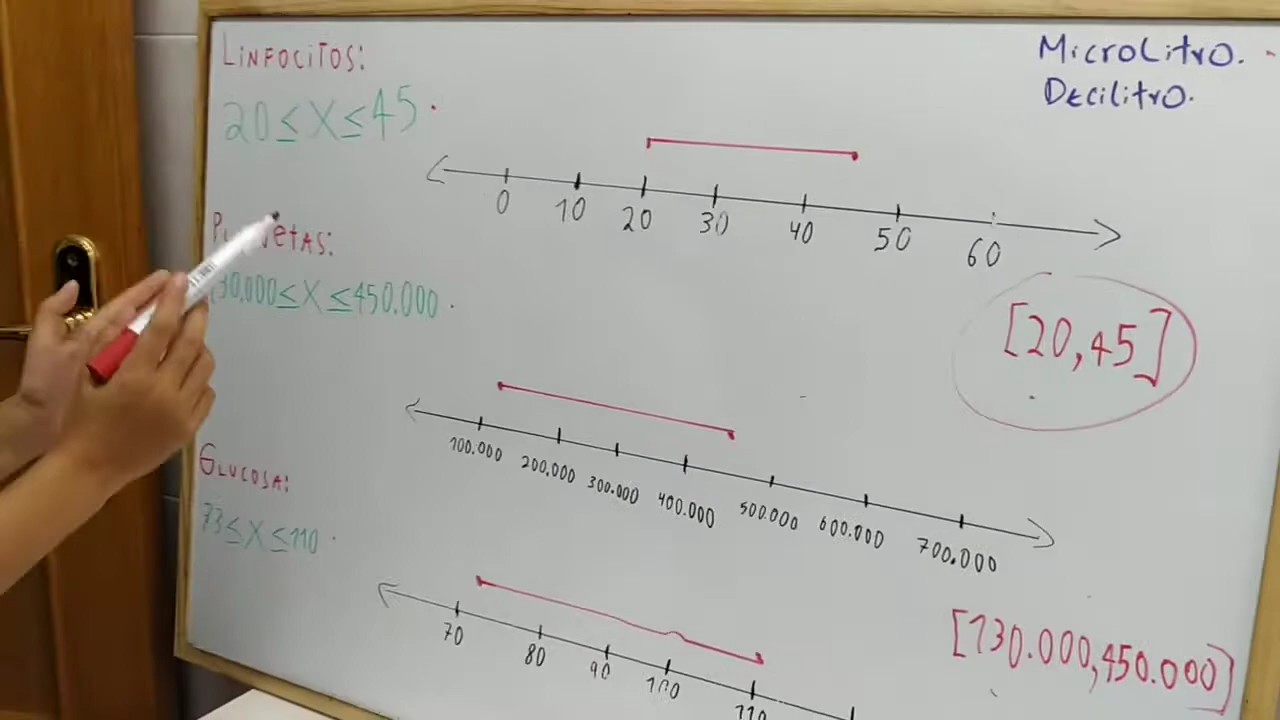 LINFOCITOS:
20 ≤ X ≤ 45
MicroLitro.
DEcilitro.
0 10 20 30 40 50 60
[20,45]
30,000 ≤ X ≤ 450.000
100.000 200.000 300.000 400.000 500.000 600.000 700.000
GLUCOSA:
73 ≤ X ≤ 110
70 80 90 100 110
[130.000,450.000]